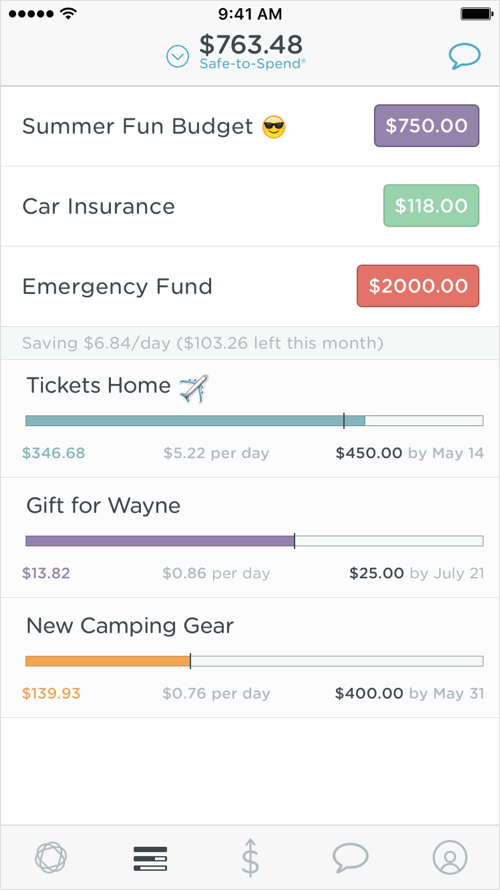 9:41 AM
$763.48
Safe-to-Spend®
Summer Fun Budget 😎 $750.00
Car Insurance $118.00
Emergency Fund $2000.00
Saving $6.84/day ($103.26 left this month)
Tickets Home ✈️
$346.68 $5.22 per day $450.00 by May 14
Gift for Wayne
$13.82 $0.86 per day $25.00 by July 21
New Camping Gear
$139.93 $0.76 per day $400.00 by May 31
$